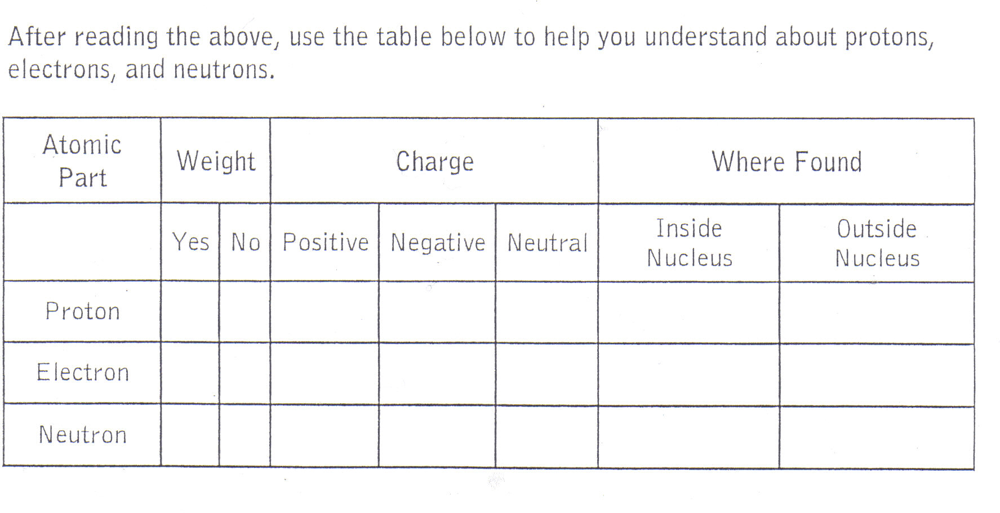 After reading the above, use the table below to help you understand about protons,
electrons, and neutrons.
Atomic
Part
Weight
Charge
Where Found
Yes
No
Positive
Negative
Neutral
Inside
Nucleus
Outside
Nucleus
Proton
Electron
Neutron